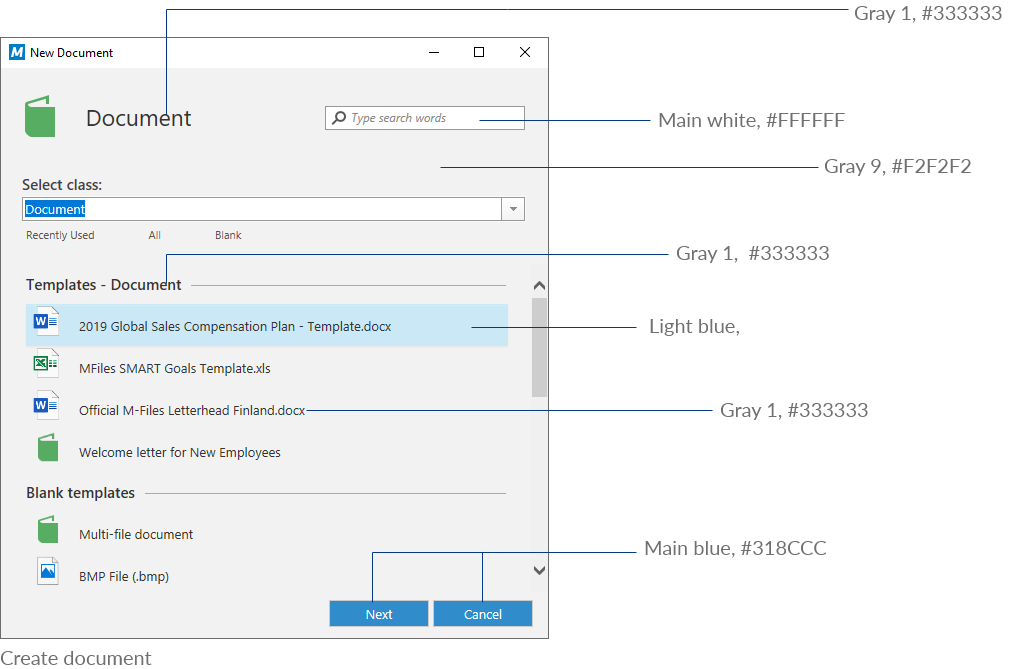 Gray 1, #333333
M New Document
Document
Type search words
Main white, #FFFFFF
Gray 9, #F2F2F2
Select class:
Document
Recently Used All Blank
Gray 1, #333333
Templates - Document
2019 Global Sales Compensation Plan - Template.docx
Light blue,
MFiles SMART Goals Template.xls
Official M-Files Letterhead Finland.docx
Gray 1, #333333
Welcome letter for New Employees
Blank templates
Multi-file document
Main blue, #318CCC
BMP File (.bmp)
Next Cancel
Create document